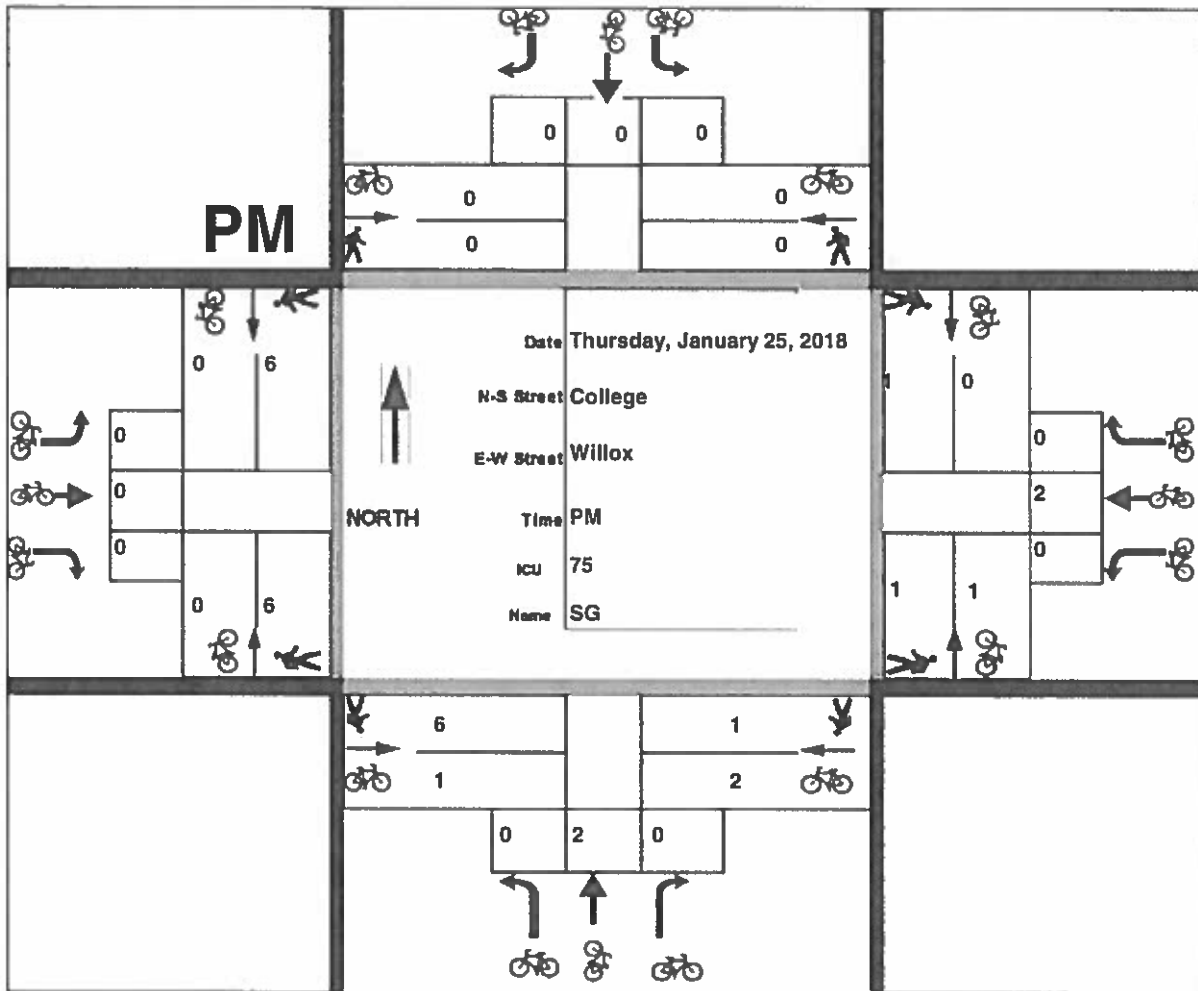 0 0 0
0 0
PM
0 0
0 6
Date Thursday, January 25, 2018
1 0
N-S Street College
0
0
E-W Street Willox
0
2
NORTH
Time PM
0
0
ICU 75
0 6
Name SG
1 1
6 1
1 2
0 2 0